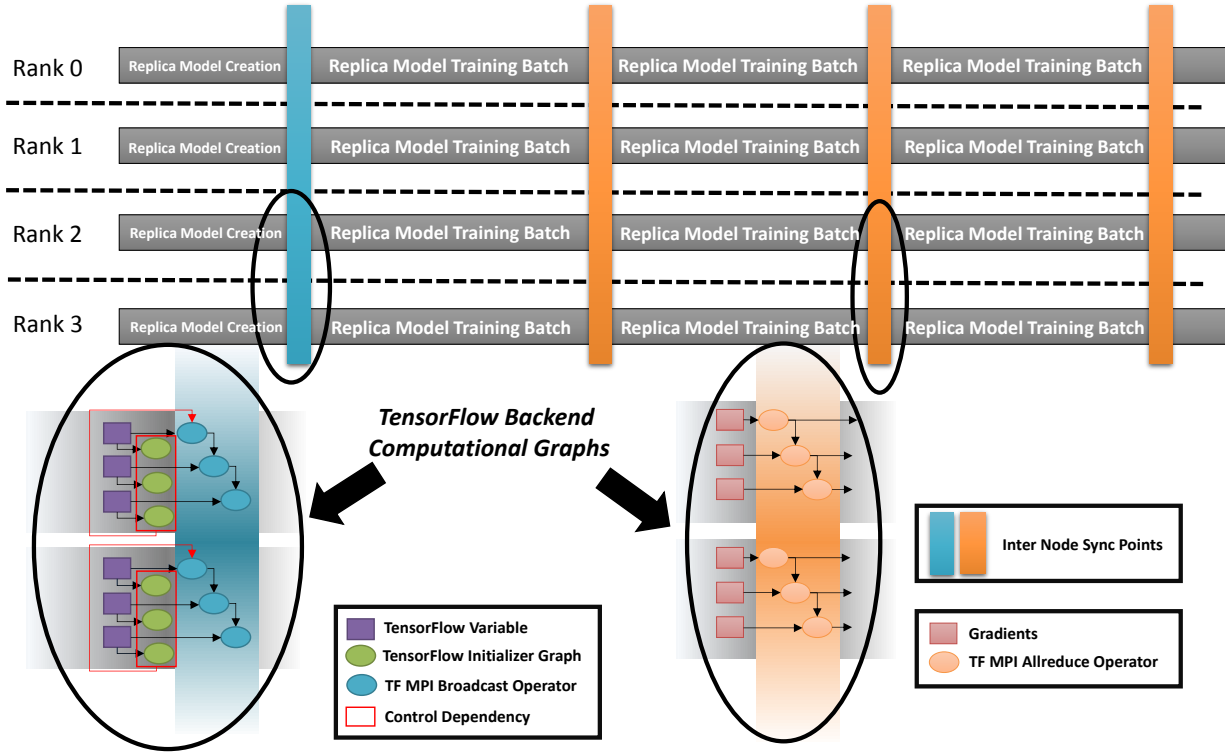 Rank 0
Replica Model Creation
Replica Model Training Batch
Replica Model Training Batch
Replica Model Training Batch
Rank 1
Replica Model Creation
Replica Model Training Batch
Replica Model Training Batch
Replica Model Training Batch
Rank 2
Replica Model Creation
Replica Model Training Batch
Replica Model Training Batch
Replica Model Training Batch
Rank 3
Replica Model Creation
Replica Model Training Batch
Replica Model Training Batch
Replica Model Training Batch
TensorFlow Backend
Computational Graphs
TensorFlow Variable
TensorFlow Initializer Graph
TF MPI Broadcast Operator
Control Dependency
Inter Node Sync Points
Gradients
TF MPI Allreduce Operator